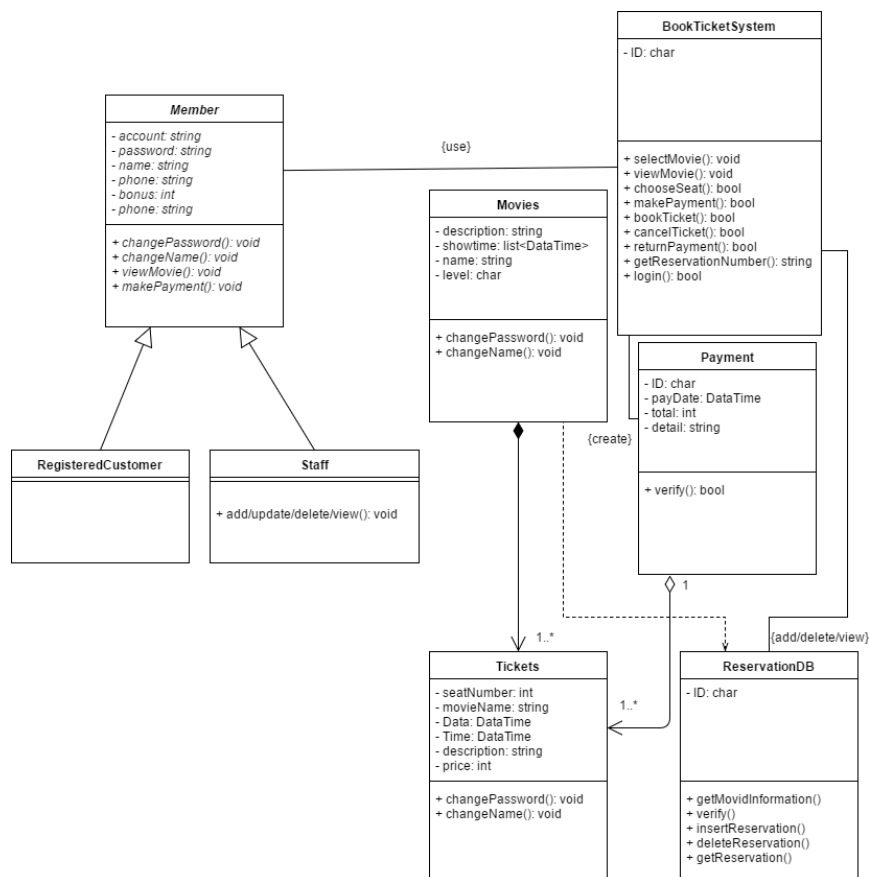 BookTicketSystem
- ID: char
+ selectMovie(): void
+ viewMovie(): void
+ chooseSeat(): bool
+ makePayment(): bool
+ bookTicket(): bool
+ cancelTicket(): bool
+ returnPayment(): bool
+ getReservationNumber(): string
+ login(): bool
Member
- account: string
- password: string
- name: string
- phone: string
- bonus: int
- phone: string
+ changePassword(): void
+ changeName(): void
+ viewMovie(): void
+ makePayment(): void
{use}
Movies
- description: string
- showtime: list<DataTime>
- name: string
- level: char
+ changePassword(): void
+ changeName(): void
Payment
- ID: char
- payDate: DataTime
- total: int
- detail: string
+ verify(): bool
{create}
RegisteredCustomer
Staff
+ add/update/delete/view(): void
1
1..*
{add/delete/view}
Tickets
- seatNumber: int
- movieName: string
- Data: DataTime
- Time: DataTime
- description: string
- price: int
+ changePassword(): void
+ changeName(): void
1..*
ReservationDB
- ID: char
+ getMovidInformation()
+ verify()
+ insertReservation()
+ deleteReservation()
+ getReservation()